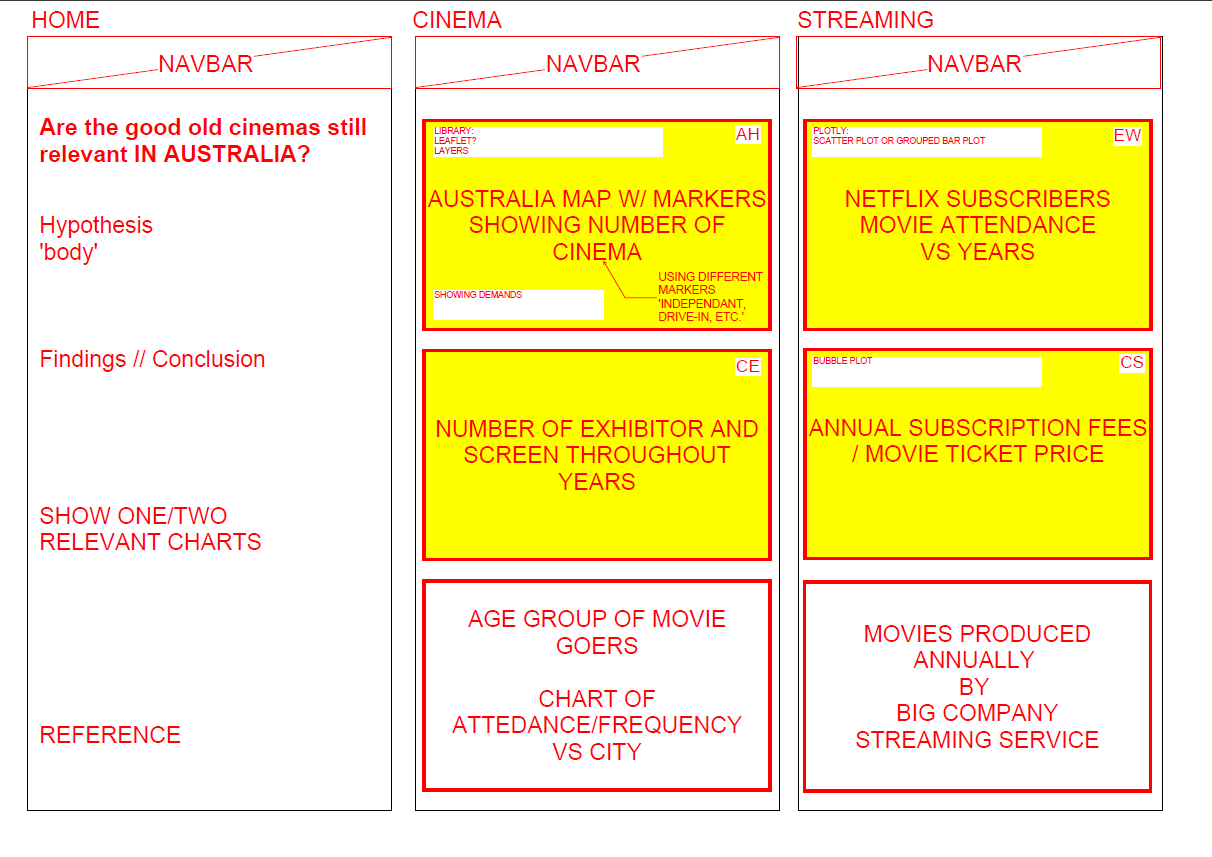 HOME
NAVBAR
Are the good old cinemas still
relevant IN AUSTRALIA?
Hypothesis
'body'
Findings // Conclusion
SHOW ONE/TWO
RELEVANT CHARTS
REFERENCE
CINEMA
NAVBAR
LIBRARY:
LEAFLET?
LAYERS
AH
AUSTRALIA MAP W/ MARKERS
SHOWING NUMBER OF
CINEMA
USING DIFFERENT
MARKERS
'INDEPENDANT,
DRIVE-IN, ETC.'
SHOWING DEMANDS
CE
NUMBER OF EXHIBITOR AND
SCREEN THROUGHOUT
YEARS
AGE GROUP OF MOVIE
GOERS
CHART OF
ATTEDANCE/FREQUENCY
VS CITY
STREAMING
NAVBAR
PLOTLY:
SCATTER PLOT OR GROUPED BAR PLOT
EW
NETFLIX SUBSCRIBERS
MOVIE ATTENDANCE
VS YEARS
BUBBLE PLOT
CS
ANNUAL SUBSCRIPTION FEES
/ MOVIE TICKET PRICE
MOVIES PRODUCED
ANNUALLY
BY
BIG COMPANY
STREAMING SERVICE